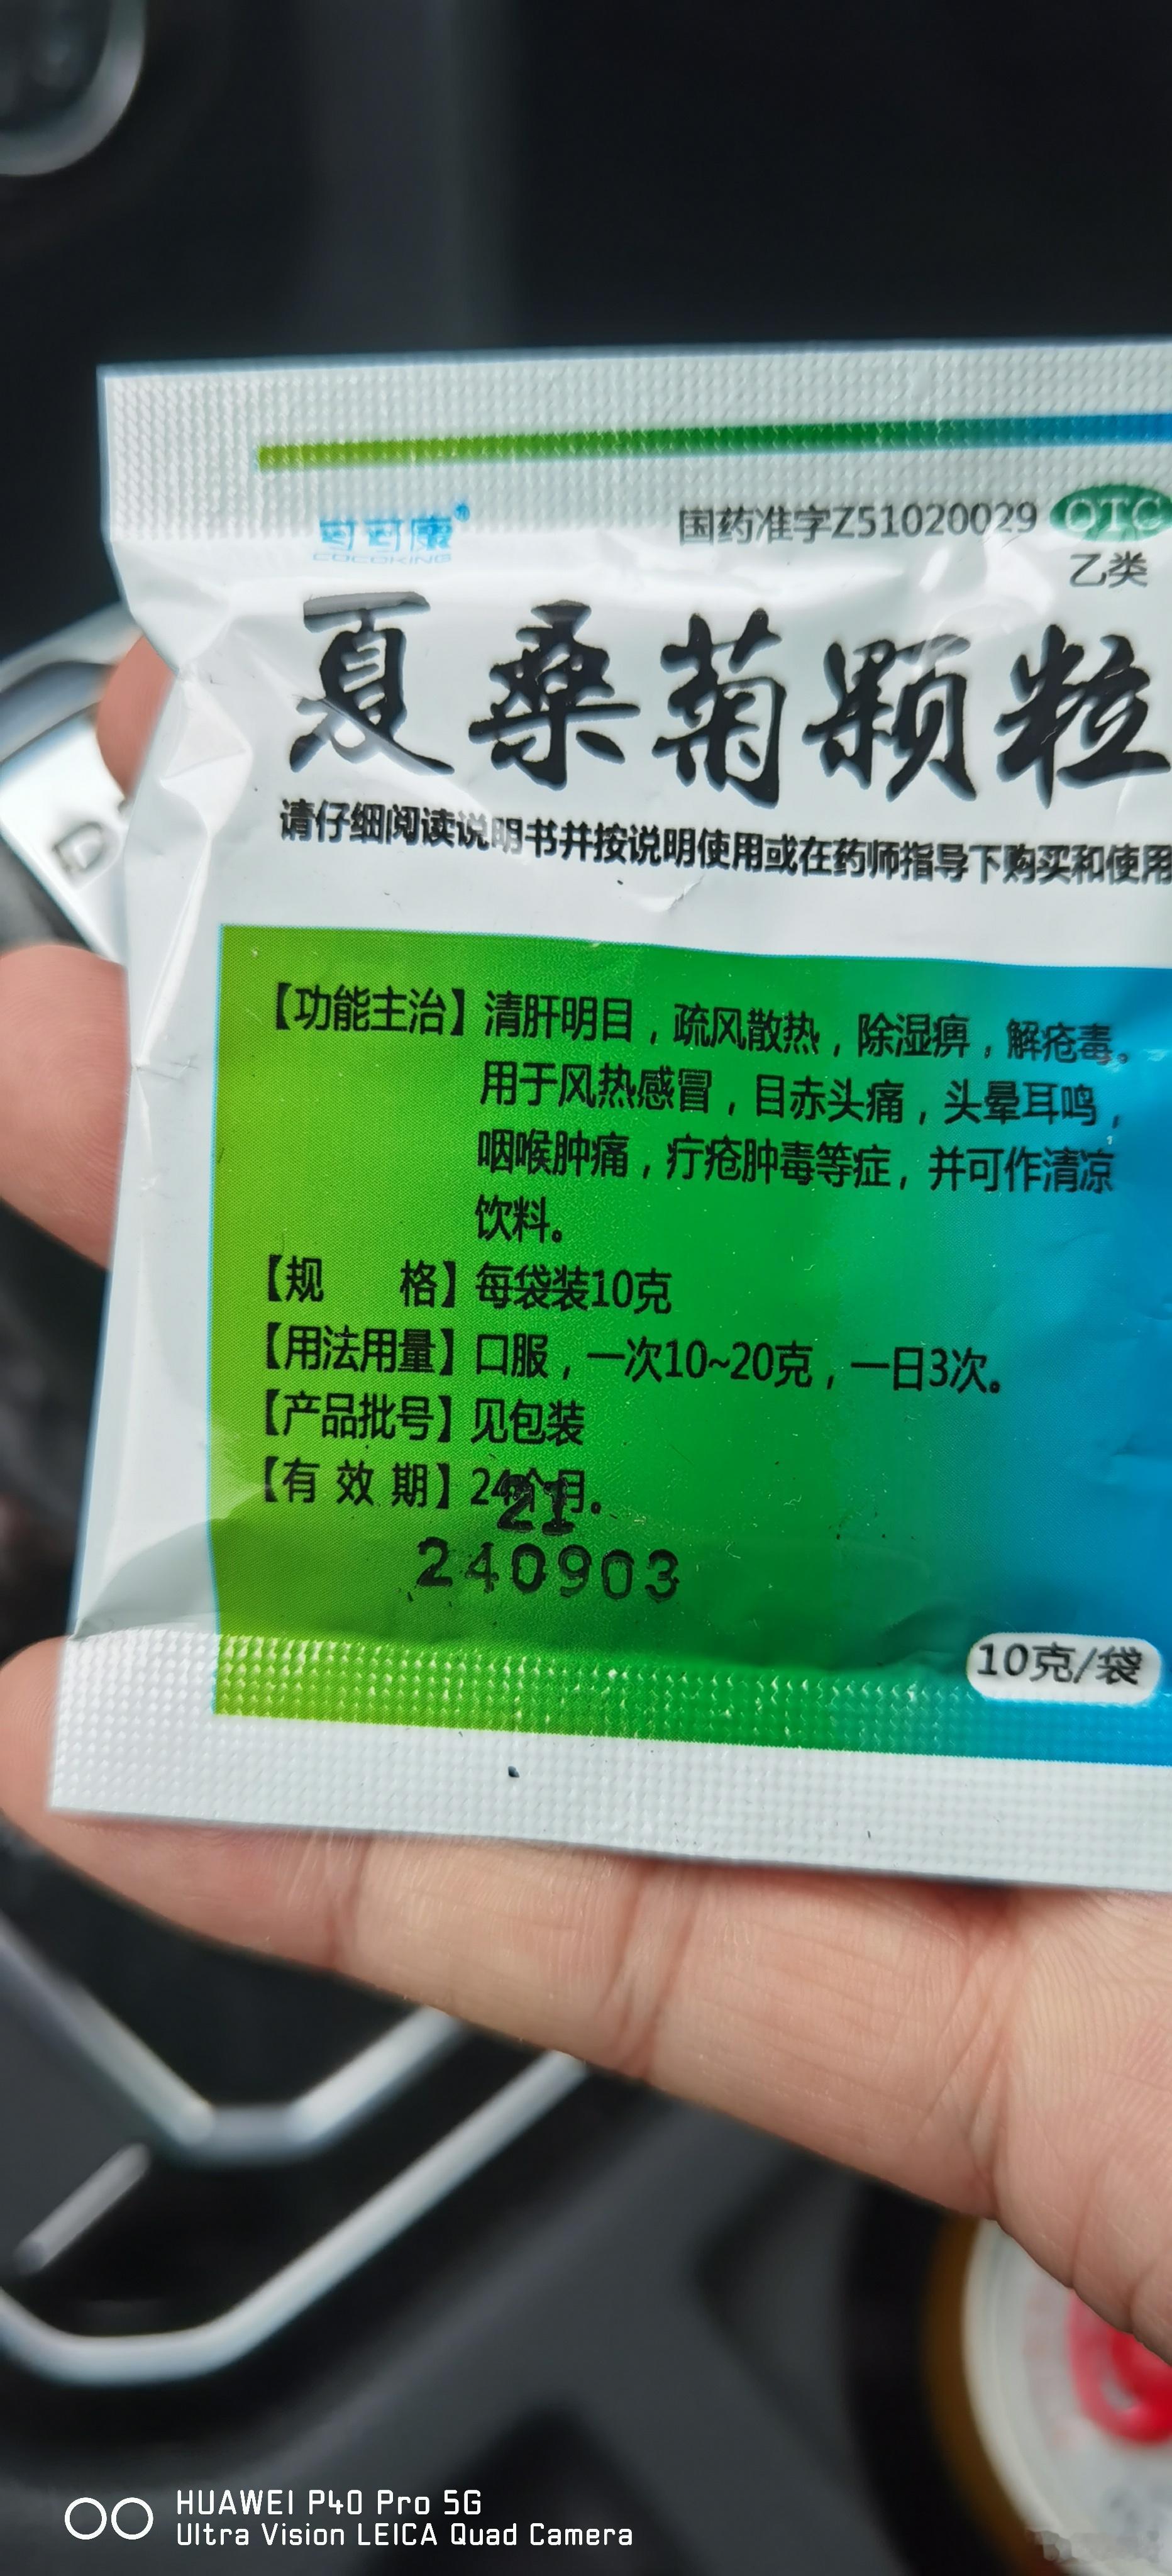 可可康®
COCOKING
国药准字Z51020029 OTC
乙类
夏桑菊颗粒
请仔细阅读说明书并按说明使用或在药师指导下购买和使用
【功能主治】清肝明目，疏风散热，除湿痹，解疮毒。
用于风热感冒，目赤头痛，头晕耳鸣，
咽喉肿痛，疔疮肿毒等症，并可作清凉
饮料。
【规 格】每袋装10克
【用法用量】口服，一次10~20克，一日3次。
【产品批号】见包装
【有效期】24个月。
21
240903
10克/袋
D
HUAWEI P40 Pro 5G
Ultra Vision LEICA Quad Camera